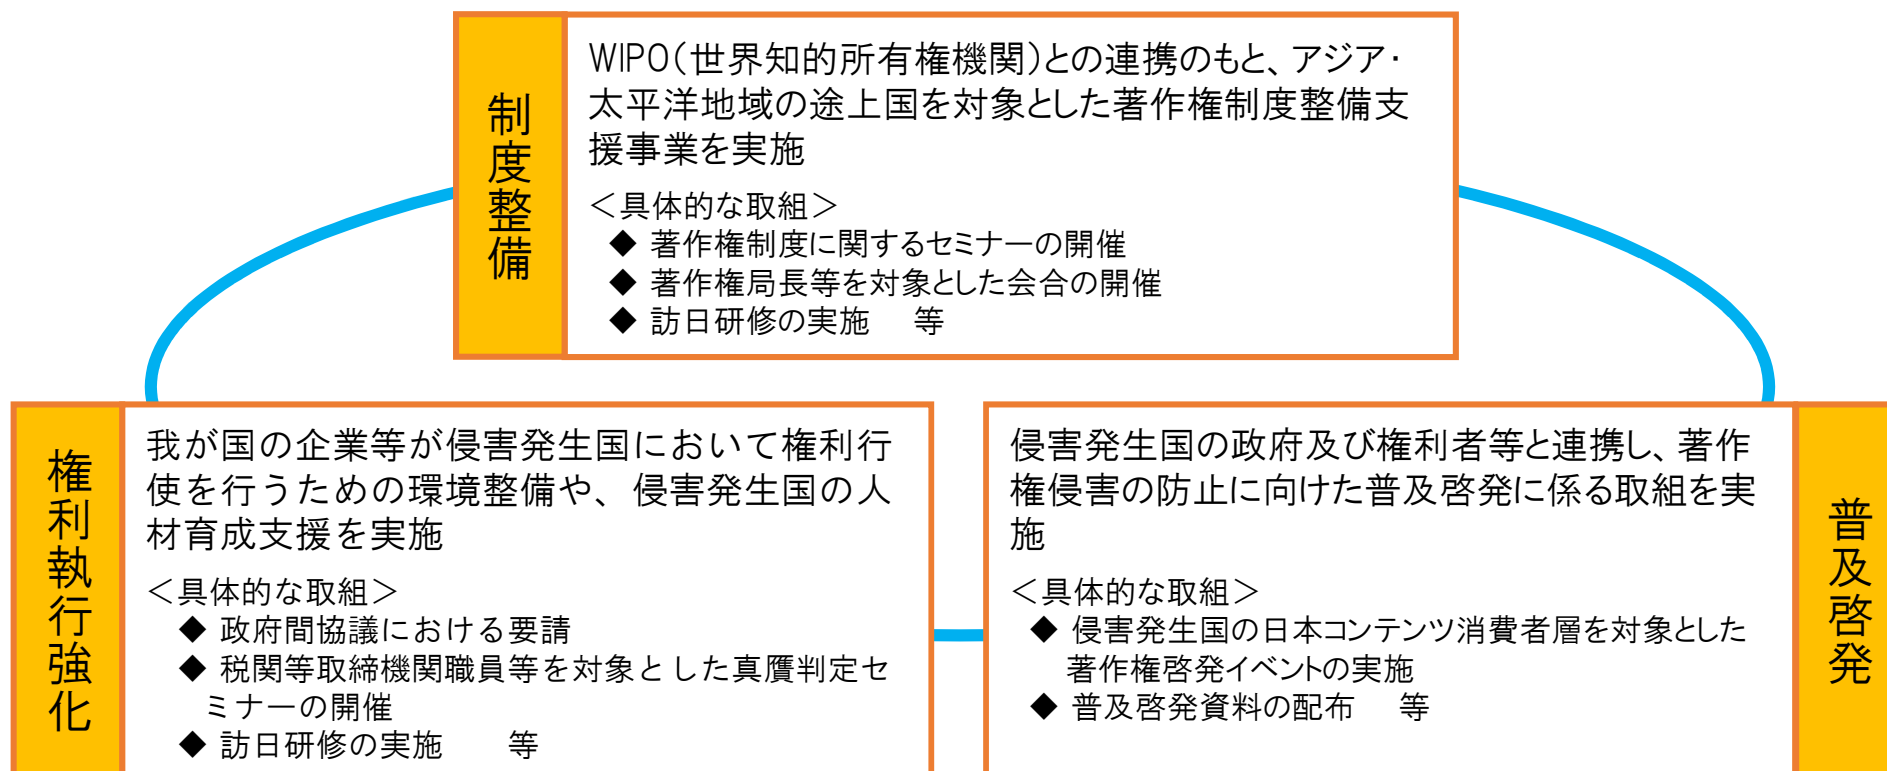 制度整備
WIPO(世界知的所有権機関)との連携のもと、アジア・
太平洋地域の途上国を対象とした著作権制度整備支
援事業を実施
＜具体的な取組＞
◆ 著作権制度に関するセミナーの開催
◆ 著作権局長等を対象とした会合の開催
◆ 訪日研修の実施　等
権利執行強化
我が国の企業等が侵害発生国において権利行
使を行うための環境整備や、侵害発生国の人
材育成支援を実施
＜具体的な取組＞
◆ 政府間協議における要請
◆ 税関等取締機関職員等を対象とした真贋判定セ
ミナーの開催
◆ 訪日研修の実施　　等
侵害発生国の政府及び権利者等と連携し、著作
権侵害の防止に向けた普及啓発に係る取組を実
施
＜具体的な取組＞
◆ 侵害発生国の日本コンテンツ消費者層を対象とした
著作権啓発イベントの実施
◆ 普及啓発資料の配布　等
普及啓発